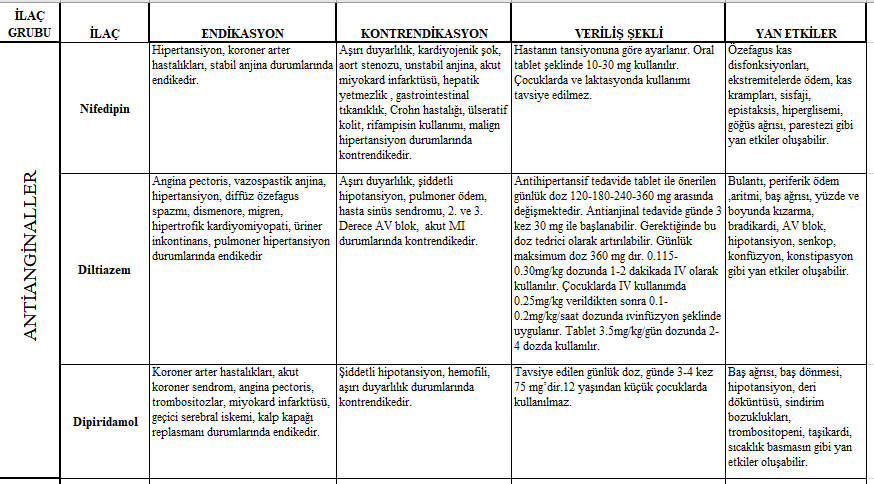 İLAÇ
GRUBU
İLAÇ
ENDİKASYON
KONTRENDİKASYON
VERİLİŞ ŞEKLİ
YAN ETKİLER
ANTİANGİNALLER
Nifedipin
Hipertansiyon, koroner arter
hastalıkları, stabil anjina durumlarında
endikedir.
Aşırı duyarlılık, kardiyojenik şok,
aort stenozu, unstabil anjina, akut
miyokard infarktüsü, hepatik
yetmezlik , gastrointestinal
tıkanıklık, Crohn hastalığı, ülseratif
kolit, rifampisin kullanımı, malign
hipertansiyon durumlarında
kontrendikedir.
Hastanın tansiyonuna göre ayarlanır. Oral
tablet şeklinde 10-30 mg kullanılır.
Çocuklarda ve laktasyonda kullanımı
tavsiye edilmez.
Özefagus kas
disfonksiyonları,
ekstremitelerde ödem, kas
krampları, sisfaji,
epistaksis, hiperglisemi,
göğüs ağrısı, parestezi gibi
yan etkiler oluşabilir.
Diltiazem
Angina pectoris, vazospastik anjina,
hipertansiyon, diffüz özefagus
spazmı, dismenore, migren,
hipertrofik kardiyomiyopati, üriner
inkontinans, pulmoner hipertansiyon
durumlarında endikedir
Aşırı duyarlılık, şiddetli
hipotansiyon, pulmoner ödem,
hasta sinüs sendromu, 2. ve 3.
Derece AV blok,  akut MI
durumlarında kontrendikedir.
Antihipertansif tedavide tablet ile önerilen
günlük doz 120-180-240-360 mg arasında
değişmektedir. Antianjinal tedavide günde 3
kez 30 mg ile başlanabilir. Gerektiğinde bu
doz tedrici olarak artırılabilir. Günlük
maksimum doz 360 mg dır. 0.115-
0.30mg/kg dozunda 1-2 dakikada IV olarak
kullanılır. Çocuklarda IV kullanımda
0.25mg/kg verildikten sonra 0.1-
0.2mg/kg/saat dozunda ıvinfüzyon şeklinde
uygulanır. Tablet 3.5mg/kg/gün dozunda 2-
4 dozda kullanılır.
Bulantı, periferik ödem
,aritmi, baş ağrısı, yüzde ve
boyunda kızarma,
bradikardi, AV blok,
hipotansiyon, senkop,
konfüzyon, konstipasyon
gibi yan etkiler oluşabilir.
Dipiridamol
Koroner arter hastalıkları, akut
koroner sendrom, angina pectoris,
trombositozlar, miyokard infarktüsü,
geçici serebral iskemi, kalp kapağı
replasmanı durumlarında endikedir.
Şiddetli hipotansiyon, hemofili,
aşırı duyarlılık durumlarında
kontrendikedir.
Tavsiye edilen günlük doz, günde 3-4 kez
75 mg’dir.12 yaşından küçük çocuklarda
kullanılmaz.
Baş ağrısı, baş dönmesi,
hipotansiyon, deri
döküntüsü, sindirim
bozuklukları,
trombositopeni, taşikardi,
sıcaklık basmasın gibi yan
etkiler oluşabilir.